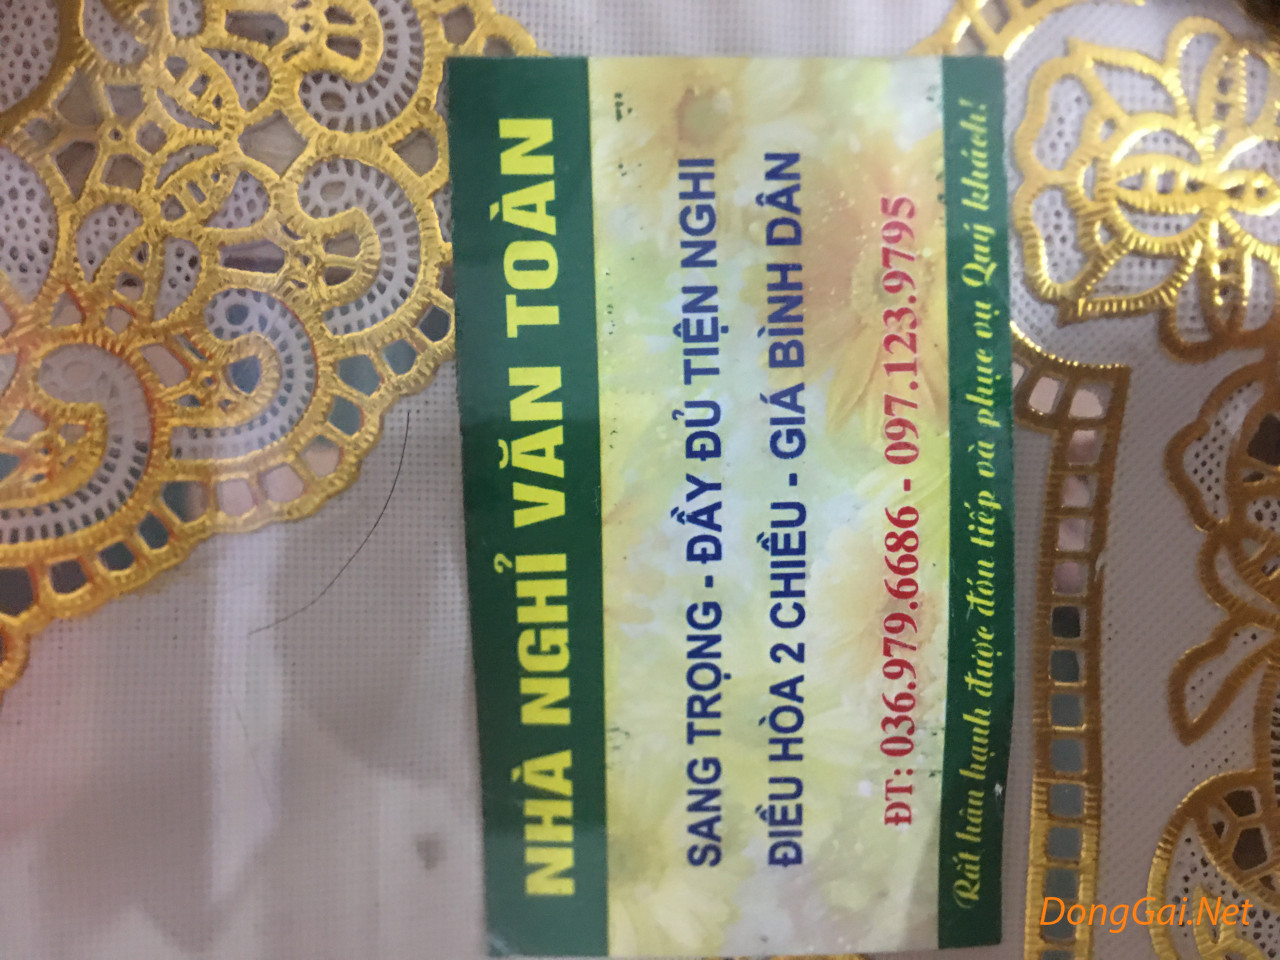 NHÀ NGHỈ VĂN TOÀN
SANG TRỌNG - ĐẦY ĐỦ TIỆN NGHI
ĐIỀU HÒA 2 CHIỀU - GIÁ BÌNH DÂN
ĐT: 036.979.6686 - 097.123.9795
Rất hân hạnh được đón tiếp và phục vụ Quý khách!
DongGai.Net